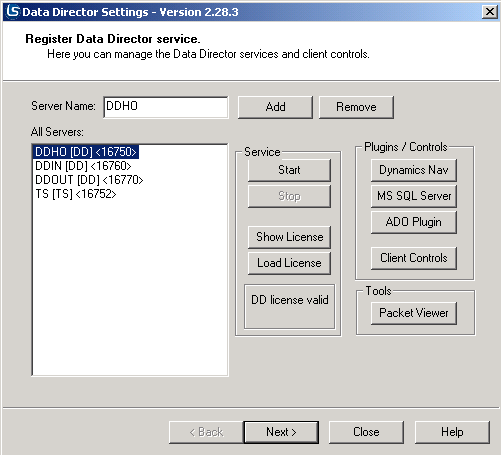 Data Director Settings - Version 2.28.3
Register Data Director service.
Here you can manage the Data Director services and client controls.
Server Name: DDHO Add Remove
All Servers:
DDHO [DD] <16750>
DDIN [DD] <16760>
DDOUT [DD] <16770>
TS [TS] <16752>
Service
Start
Stop
Show License
Load License
DD license valid
Plugins / Controls
Dynamics Nav
MS SQL Server
ADO Plugin
Client Controls
Tools
Packet Viewer
< Back Next > Close Help